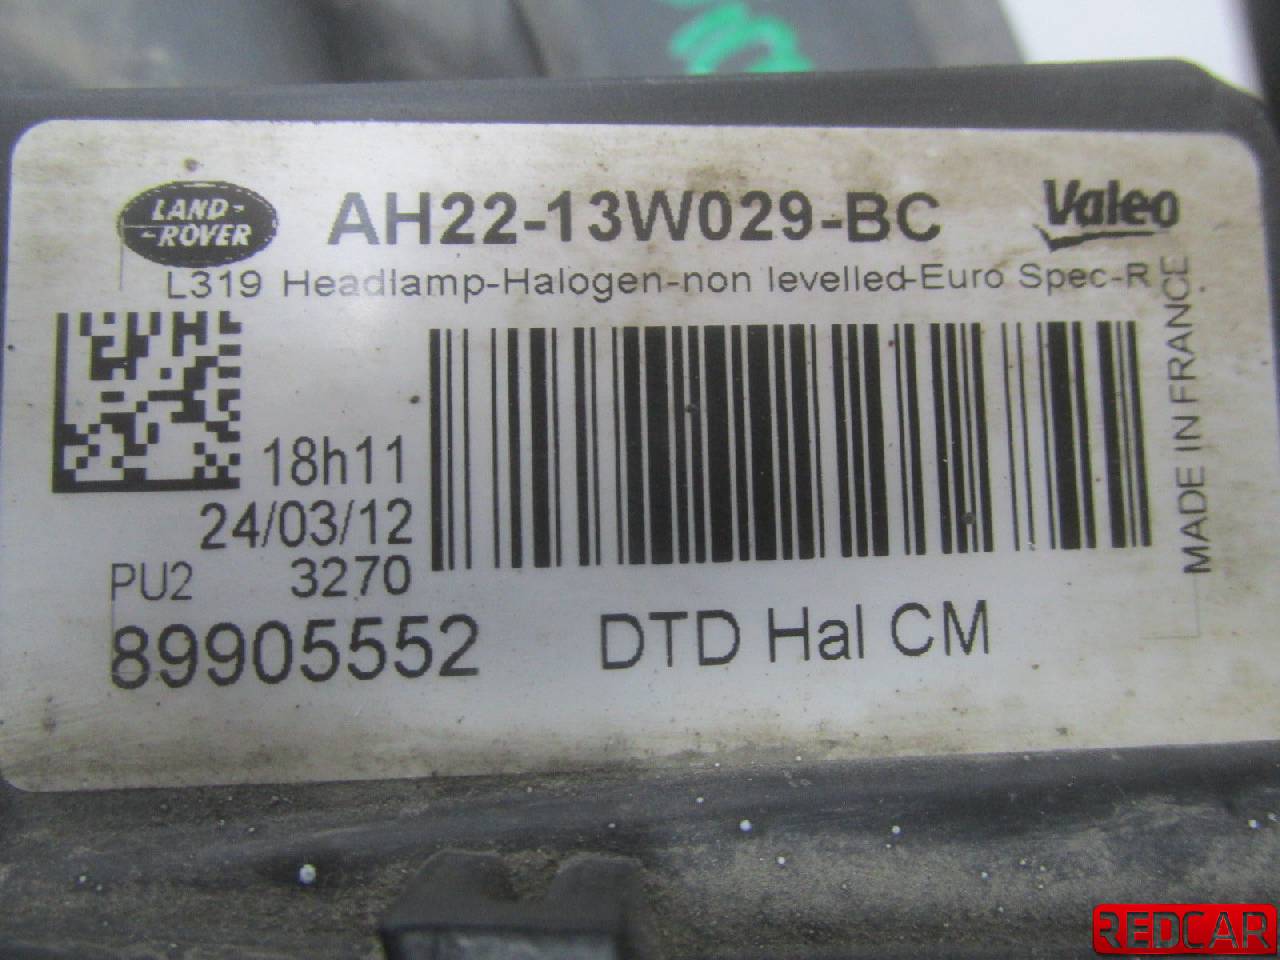 LAND-
-ROVER
AH22-13W029-BC
Valeo
L319 Headlamp-Halogen-non levelled-Euro Spec-R
MADE IN FRANCE
18h11
24/03/12
PU2 3270
89905552
DTD Hal CM
REDCAR